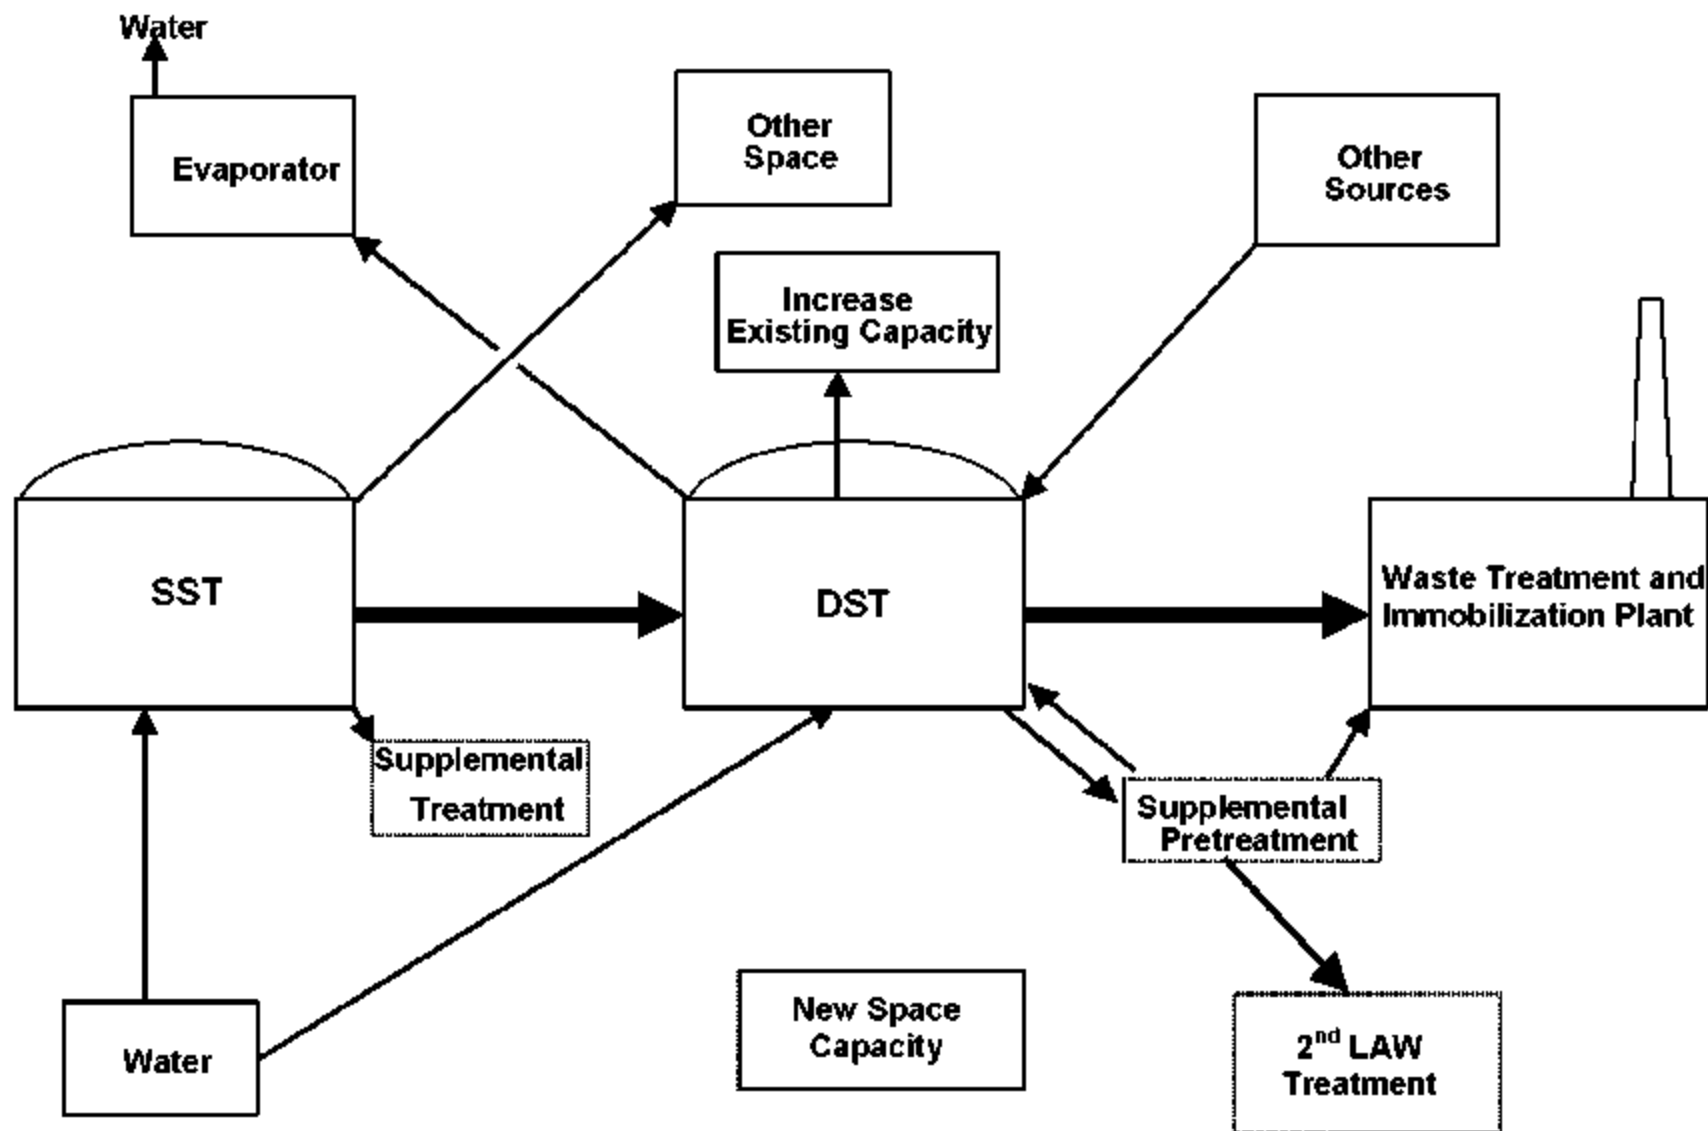 Water
Evaporator
Other
Space
Other
Sources
Increase
Existing Capacity
SST
DST
Waste Treatment and
Immobilization Plant
Supplemental
Treatment
Supplemental
Pretreatment
Water
New Space
Capacity
2nd LAW
Treatment